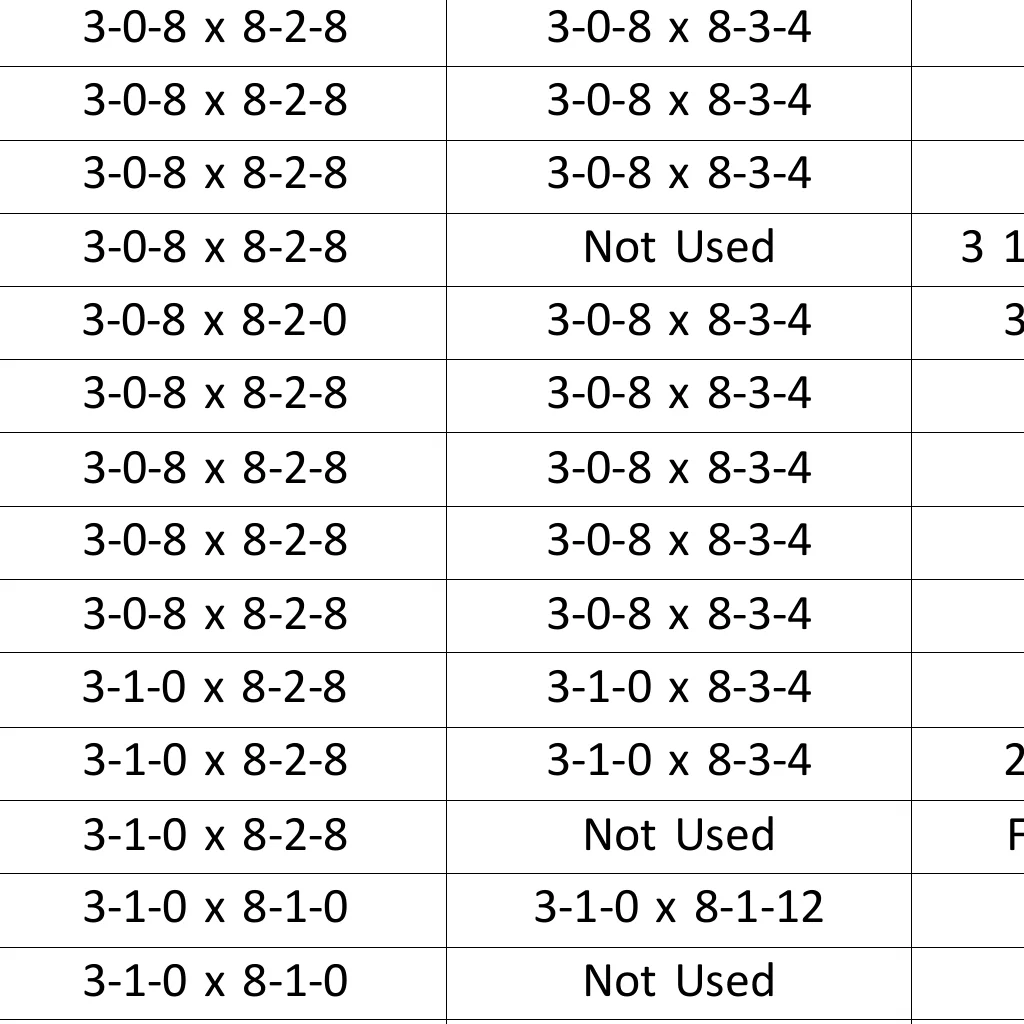 3-0-8 x 8-2-8 3-0-8 x 8-3-4
3-0-8 x 8-2-8 3-0-8 x 8-3-4
3-0-8 x 8-2-8 3-0-8 x 8-3-4
3-0-8 x 8-2-8 Not Used 3 1
3-0-8 x 8-2-0 3-0-8 x 8-3-4 3
3-0-8 x 8-2-8 3-0-8 x 8-3-4
3-0-8 x 8-2-8 3-0-8 x 8-3-4
3-0-8 x 8-2-8 3-0-8 x 8-3-4
3-0-8 x 8-2-8 3-0-8 x 8-3-4
3-1-0 x 8-2-8 3-1-0 x 8-3-4
3-1-0 x 8-2-8 3-1-0 x 8-3-4 2
3-1-0 x 8-2-8 Not Used F
3-1-0 x 8-1-0 3-1-0 x 8-1-12
3-1-0 x 8-1-0 Not Used